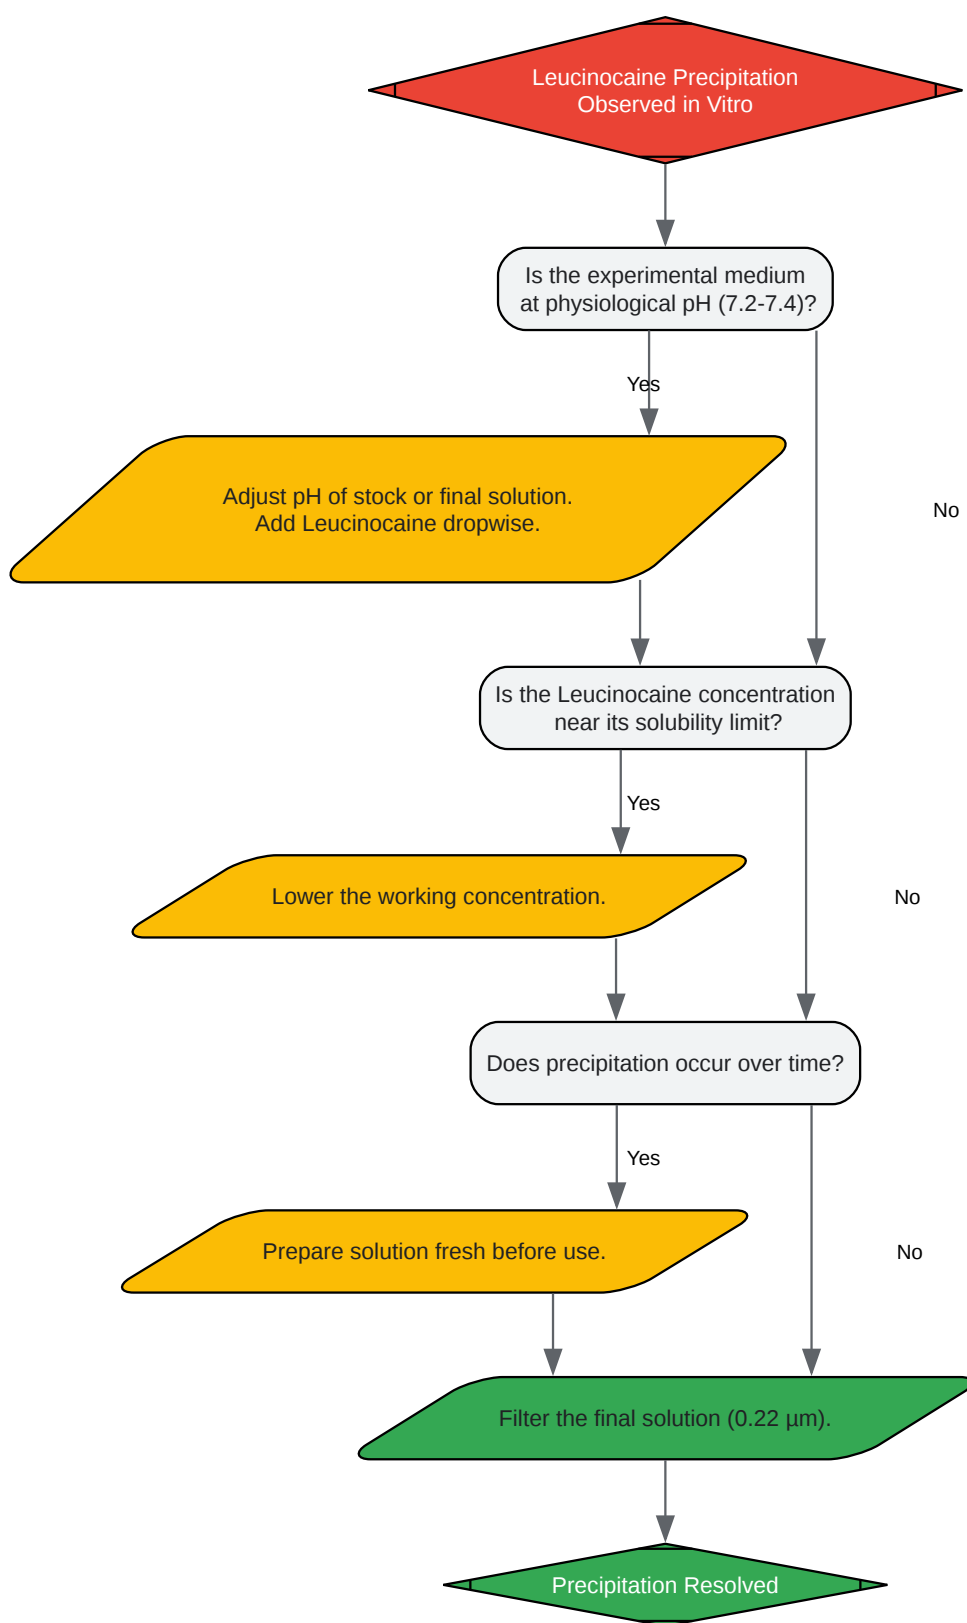 Leucinocaine Precipitation
Observed in Vitro
Is the experimental medium
at physiological pH (7.2-7.4)?
Yes
Adjust pH of stock or final solution.
Add Leucinocaine dropwise.
No
Is the Leucinocaine concentration
near its solubility limit?
Yes
Lower the working concentration.
No
Does precipitation occur over time?
Yes
Prepare solution fresh before use.
No
Filter the final solution (0.22 µm).
Precipitation Resolved